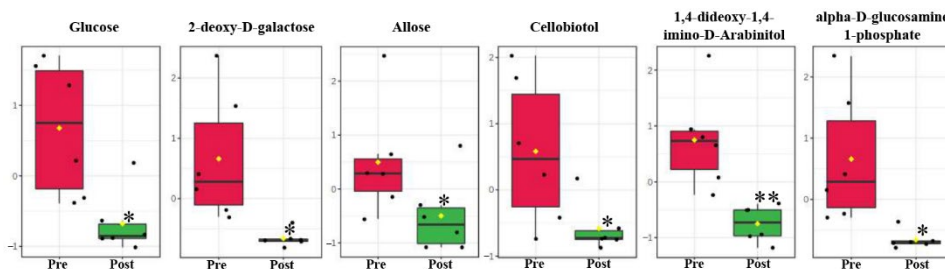 Glucose
2-deoxy-D-galactose
Allose
Cellobiotol
1,4-dideoxy-1,4-
imino-D-Arabinitol
alpha-D-glucosamine
1-phosphate
1
0
−1
Pre Post
*
2
1
0
−1
Pre Post
*
2
1
0
−1
Pre Post
*
2
1
0
−1
Pre Post
*
2
1
0
−1
Pre Post
**
2
1
0
Pre Post
*